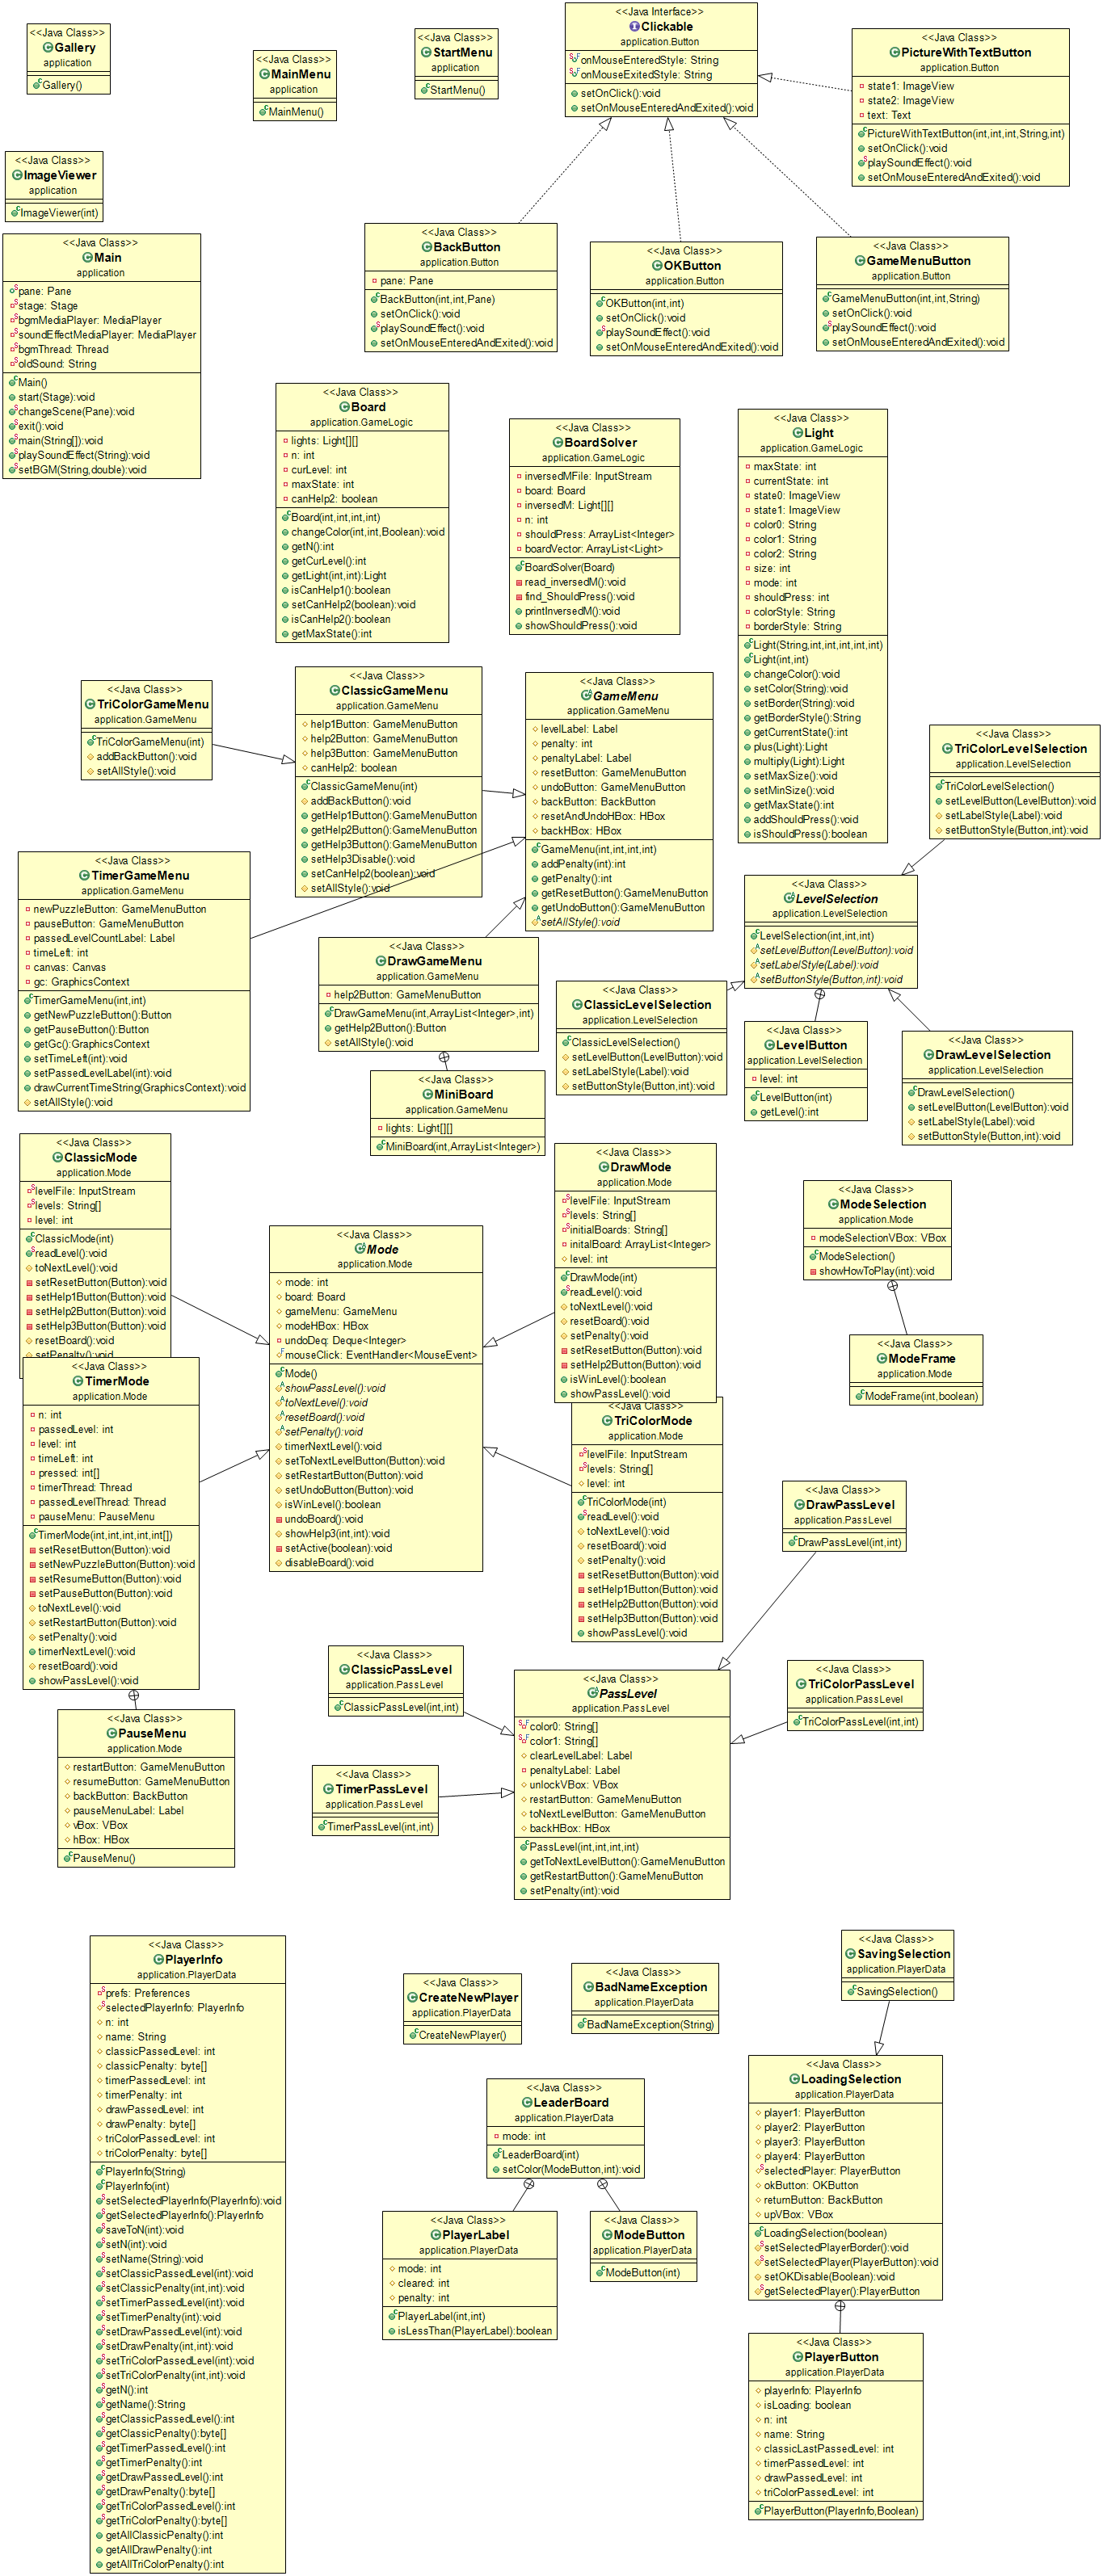 <<Java Class>>
Gallery
application
Gallery()
<<Java Class>>
MainMenu
application
MainMenu()
<<Java Class>>
StartMenu
application
StartMenu()
<<Java Interface>>
Clickable
application.Button
onMouseEnteredStyle: String
onMouseExitedStyle: String
setOnClick():void
setOnMouseEnteredAndExited():void
<<Java Class>>
PictureWithTextButton
application.Button
state1: ImageView
state2: ImageView
text: Text
PictureWithTextButton(int,int,int,String,int)
setOnClick():void
playSoundEffect():void
setOnMouseEnteredAndExited():void
<<Java Class>>
ImageViewer
application
ImageViewer(int)
<<Java Class>>
Main
application
pane: Pane
stage: Stage
bgmMediaPlayer: MediaPlayer
soundEffectMediaPlayer: MediaPlayer
bgmThread: Thread
oldSound: String
Main()
start(Stage):void
changeScene(Pane):void
exit():void
main(String[]):void
playSoundEffect(String):void
setBGM(String,double):void
<<Java Class>>
BackButton
application.Button
pane: Pane
BackButton(int,int,Pane)
setOnClick():void
playSoundEffect():void
setOnMouseEnteredAndExited():void
<<Java Class>>
OKButton
application.Button
OKButton(int,int)
setOnClick():void
playSoundEffect():void
setOnMouseEnteredAndExited():void
<<Java Class>>
GameMenuButton
application.Button
GameMenuButton(int,int,String)
setOnClick():void
playSoundEffect():void
setOnMouseEnteredAndExited():void
<<Java Class>>
Board
application.GameLogic
lights: Light[][]
n: int
curLevel: int
maxState: int
canHelp2: boolean
Board(int,int,int,int)
changeColor(int,int,Boolean):void
getN():int
getCurLevel():int
getLight(int,int):Light
isCanHelp1():boolean
setCanHelp2(boolean):void
isCanHelp2():boolean
getMaxState():int
<<Java Class>>
BoardSolver
application.GameLogic
inversedMFile: InputStream
board: Board
inversedM: Light[][]
n: int
shouldPress: ArrayList<Integer>
boardVector: ArrayList<Light>
BoardSolver(Board)
read_inversedM():void
find_ShouldPress():void
printInversedM():void
showShouldPress():void
<<Java Class>>
Light
application.GameLogic
maxState: int
currentState: int
state0: ImageView
state1: ImageView
color0: String
color1: String
color2: String
size: int
mode: int
shouldPress: int
colorStyle: String
borderStyle: String
Light(String,int,int,int,int,int)
Light(int,int)
changeColor():void
setColor(String):void
setBorder(String):void
getBorderStyle():String
getCurrentState():int
plus(Light):Light
multiply(Light):Light
setMaxSize():void
setMinSize():void
getMaxState():int
addShouldPress():void
isShouldPress():boolean
<<Java Class>>
TriColorGameMenu
application.GameMenu
TriColorGameMenu(int)
addBackButton():void
setAllStyle():void
<<Java Class>>
ClassicGameMenu
application.GameMenu
help1Button: GameMenuButton
help2Button: GameMenuButton
help3Button: GameMenuButton
canHelp2: boolean
ClassicGameMenu(int)
addBackButton():void
getHelp1Button():GameMenuButton
getHelp2Button():GameMenuButton
getHelp3Button():GameMenuButton
setHelp3Disable():void
setCanHelp2(boolean):void
setAllStyle():void
<<Java Class>>
GameMenu
application.GameMenu
levelLabel: Label
penalty: int
penaltyLabel: Label
resetButton: GameMenuButton
undoButton: GameMenuButton
backButton: BackButton
resetAndUndoHBox: HBox
backHBox: HBox
GameMenu(int,int,int)
addPenalty(int):int
getPenalty():int
getResetButton():GameMenuButton
getUndoButton():GameMenuButton
setAllStyle():void
<<Java Class>>
TriColorLevelSelection
application.LevelSelection
TriColorLevelSelection()
setLevelButton(LevelButton):void
setLabelStyle(Label):void
setButtonStyle(Button,int):void
<<Java Class>>
TimerGameMenu
application.GameMenu
newPuzzleButton: GameMenuButton
pauseButton: GameMenuButton
passedLevelCountLabel: Label
timeLeft: int
canvas: Canvas
gc: GraphicsContext
TimerGameMenu(int,int)
getNewPuzzleButton():Button
getPauseButton():Button
getGc():GraphicsContext
setTimeLeft(int):void
setPassedLevelLabel(int):void
drawCurrentTimeString(GraphicsContext):void
setAllStyle():void
<<Java Class>>
DrawGameMenu
application.GameMenu
help2Button: GameMenuButton
DrawGameMenu(int,ArrayList<Integer>,int)
getHelp2Button():Button
setAllStyle():void
<<Java Class>>
MiniBoard
application.GameMenu
lights: Light[][]
MiniBoard(int,ArrayList<Integer>)
<<Java Class>>
LevelSelection
application.LevelSelection
LevelSelection(int,int,int)
setLevelButton(LevelButton):void
setLabelStyle(Label):void
setButtonStyle(Button,int):void
<<Java Class>>
ClassicLevelSelection
application.LevelSelection
ClassicLevelSelection()
setLevelButton(LevelButton):void
setLabelStyle(Label):void
setButtonStyle(Button,int):void
<<Java Class>>
LevelButton
application.LevelSelection
level: int
LevelButton(int)
getLevel():int
<<Java Class>>
DrawLevelSelection
application.LevelSelection
DrawLevelSelection()
setLevelButton(LevelButton):void
setLabelStyle(Label):void
setButtonStyle(Button,int):void
<<Java Class>>
ClassicMode
application.Mode
levelFile: InputStream
levels: String[]
level: int
ClassicMode(int)
readLevel():void
toNextLevel():void
setResetButton(Button):void
setHelp1Button(Button):void
setHelp2Button(Button):void
setHelp3Button(Button):void
resetBoard():void
setPenalty():void
<<Java Class>>
TimerMode
application.Mode
n: int
passedLevel: int
level: int
timeLeft: int
pressed: int[]
timerThread: Thread
passedLevelThread: Thread
pauseMenu: PauseMenu
TimerMode(int,int,int,int,int[])
setResetButton(Button):void
setNewPuzzleButton(Button):void
setResumeButton(Button):void
setPauseButton(Button):void
toNextLevel():void
setRestartButton(Button):void
setPenalty():void
timerNextLevel():void
resetBoard():void
showPassLevel():void
<<Java Class>>
Mode
application.Mode
mode: int
board: Board
gameMenu: GameMenu
modeHBox: HBox
undoDeq: Deque<Integer>
mouseClick: EventHandler<MouseEvent>
Mode()
showPassLevel():void
toNextLevel():void
resetBoard():void
setPenalty():void
timerNextLevel():void
setToNextLevelButton(Button):void
setRestartButton(Button):void
setUndoButton(Button):void
isWinLevel():boolean
undoBoard():void
showHelp3(int,int):void
setActive(boolean):void
disableBoard():void
<<Java Class>>
DrawMode
application.Mode
levelFile: InputStream
levels: String[]
initialBoards: String[]
initalBoard: ArrayList<Integer>
level: int
DrawMode(int)
readLevel():void
toNextLevel():void
resetBoard():void
setPenalty():void
setResetButton(Button):void
setHelp2Button(Button):void
isWinLevel():boolean
showPassLevel():void
<<Java Class>>
TriColorMode
application.Mode
levelFile: InputStream
levels: String[]
level: int
TriColorMode(int)
readLevel():void
toNextLevel():void
resetBoard():void
setPenalty():void
setResetButton(Button):void
setHelp1Button(Button):void
setHelp2Button(Button):void
setHelp3Button(Button):void
showPassLevel():void
<<Java Class>>
ModeSelection
application.Mode
modeSelectionVBox: VBox
ModeSelection()
showHowToPlay(int):void
<<Java Class>>
ModeFrame
application.Mode
ModeFrame(int,boolean)
<<Java Class>>
DrawPassLevel
application.PassLevel
DrawPassLevel(int,int)
<<Java Class>>
ClassicPassLevel
application.PassLevel
ClassicPassLevel(int,int)
<<Java Class>>
PassLevel
application.PassLevel
color0: String[]
color1: String[]
clearLevelLabel: Label
penaltyLabel: Label
unlockVBox: VBox
restartButton: GameMenuButton
toNextLevelButton: GameMenuButton
backHBox: HBox
PassLevel(int,int,int,int)
getToNextLevelButton():GameMenuButton
getRestartButton():GameMenuButton
setPenalty(int):void
<<Java Class>>
TriColorPassLevel
application.PassLevel
TriColorPassLevel(int,int)
<<Java Class>>
PauseMenu
application.Mode
restartButton: GameMenuButton
resumeButton: GameMenuButton
backButton: BackButton
pauseMenuLabel: Label
vBox: VBox
hBox: HBox
PauseMenu()
<<Java Class>>
TimerPassLevel
application.PassLevel
TimerPassLevel(int,int)
<<Java Class>>
PlayerInfo
application.PlayerData
prefs: Preferences
selectedPlayerInfo: PlayerInfo
n: int
name: String
classicPassedLevel: int
classicPenalty: byte[]
timerPassedLevel: int
timerPenalty: int
drawPassedLevel: int
drawPenalty: byte[]
triColorPassedLevel: int
triColorPenalty: byte[]
PlayerInfo(String)
PlayerInfo(int)
setSelectedPlayerInfo(PlayerInfo):void
getSelectedPlayerInfo():PlayerInfo
saveToN(int):void
setN(int):void
setName(String):void
setClassicPassedLevel(int):void
setClassicPenalty(int,int):void
setTimerPassedLevel(int):void
setTimerPenalty(int):void
setDrawPassedLevel(int):void
setDrawPenalty(int,int):void
setTriColorPassedLevel(int):void
setTriColorPenalty(int,int):void
getN():int
getName():String
getClassicPassedLevel():int
getClassicPenalty():byte[]
getTimerPassedLevel():int
getTimerPenalty():int
getDrawPassedLevel():int
getDrawPenalty():byte[]
getTriColorPassedLevel():int
getTriColorPenalty():byte[]
getAllClassicPenalty():int
getAllDrawPenalty():int
getAllTriColorPenalty():int
<<Java Class>>
CreateNewPlayer
application.PlayerData
CreateNewPlayer()
<<Java Class>>
BadNameException
application.PlayerData
BadNameException(String)
<<Java Class>>
SavingSelection
application.PlayerData
SavingSelection()
<<Java Class>>
LeaderBoard
application.PlayerData
mode: int
LeaderBoard(int)
setColor(ModeButton,int):void
<<Java Class>>
PlayerLabel
application.PlayerData
mode: int
cleared: int
penalty: int
PlayerLabel(int,int)
isLessThan(PlayerLabel):boolean
<<Java Class>>
ModeButton
application.PlayerData
ModeButton(int)
<<Java Class>>
LoadingSelection
application.PlayerData
player1: PlayerButton
player2: PlayerButton
player3: PlayerButton
player4: PlayerButton
selectedPlayer: PlayerButton
okButton: OKButton
returnButton: BackButton
upVBox: VBox
LoadingSelection(boolean)
setSelectedPlayerBorder():void
setSelectedPlayer(PlayerButton):void
setOKDisable(Boolean):void
getSelectedPlayer():PlayerButton
<<Java Class>>
PlayerButton
application.PlayerData
playerInfo: PlayerInfo
isLoading: boolean
n: int
name: String
classicLastPassedLevel: int
timerPassedLevel: int
drawPassedLevel: int
triColorPassedLevel: int
PlayerButton(PlayerInfo,Boolean)